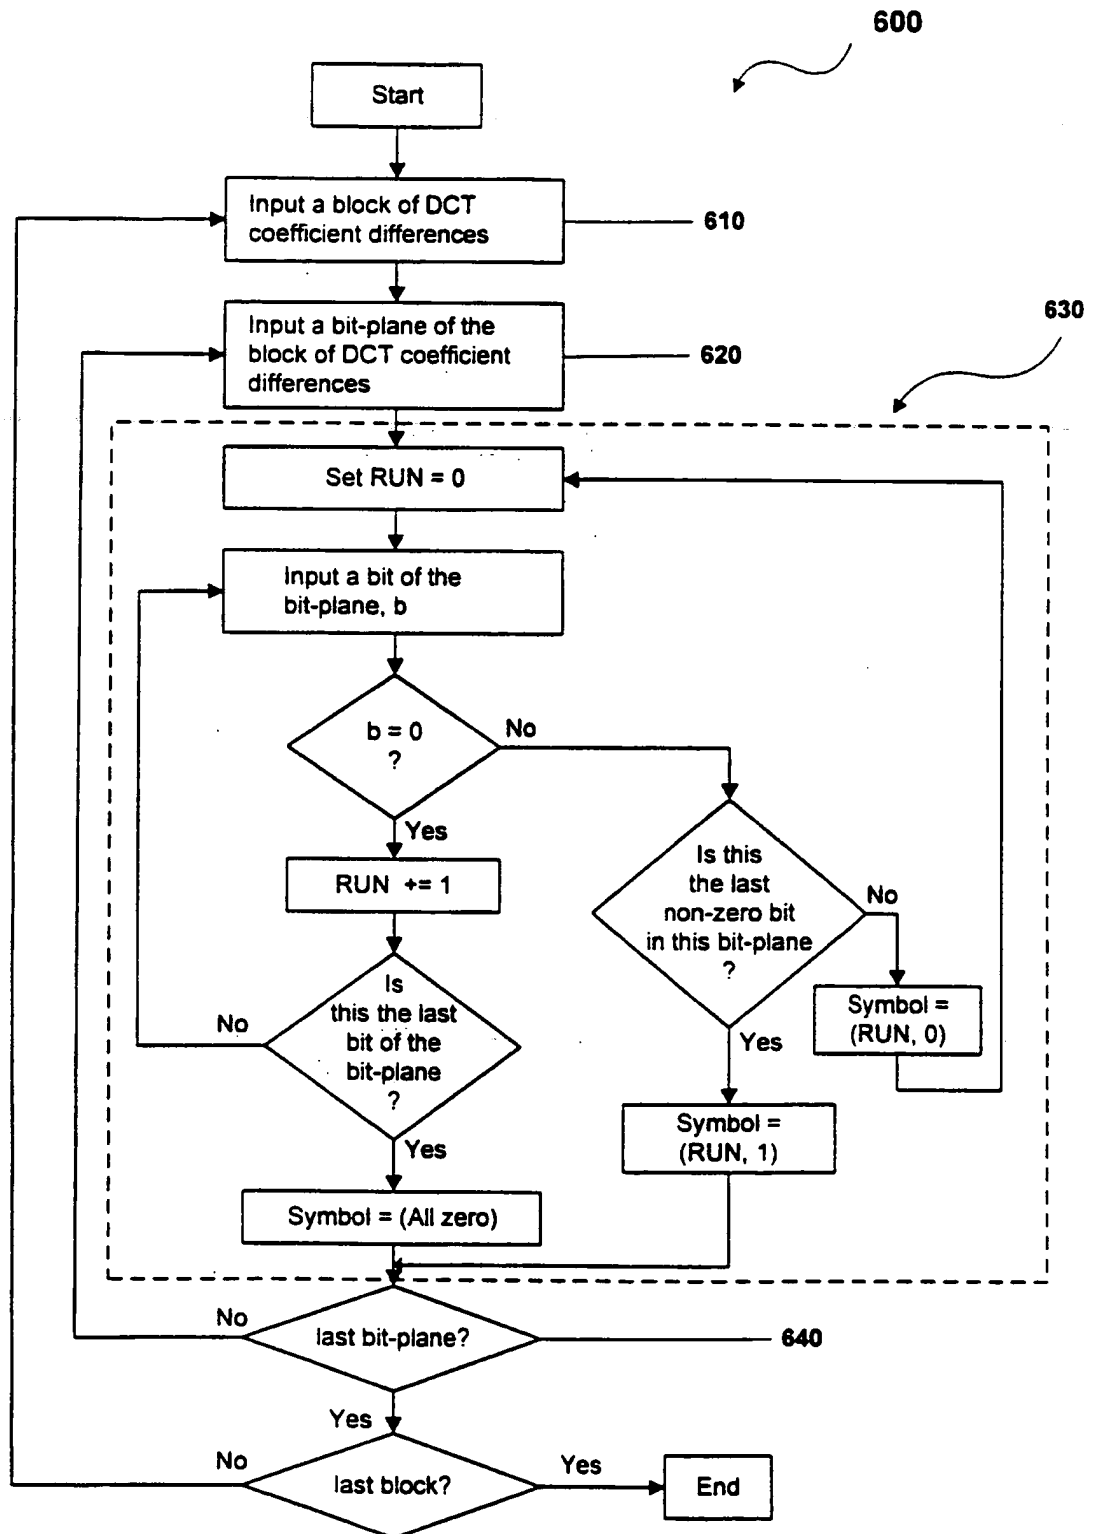 600
Start
Input a block of DCT
coefficient differences
610
630
Input a bit-plane of the
block of DCT coefficient
differences
620
Set RUN = 0
Input a bit of the
bit-plane, b
b = 0
?
No
Yes
RUN += 1
Is this
the last
non-zero bit
in this bit-plane
?
No
Is
this the last
bit of the
bit-plane
?
No
Symbol =
(RUN, 0)
Yes
Symbol =
(RUN, 1)
Yes
Symbol = (All zero)
No
last bit-plane?
640
Yes
No
last block?
Yes
End